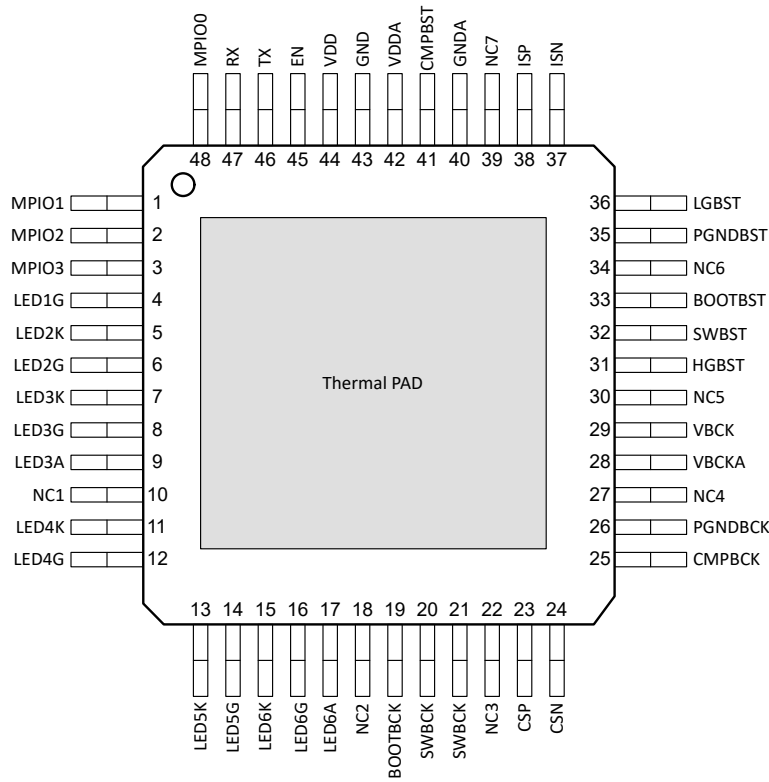 MPIO0 RX TX EN VDD GND VDDA CMPBST GNDA NC7 ISP ISN
48 47 46 45 44 43 42 41 40 39 38 37
MPIO1 1 36 LGBST
MPIO2 2 35 PGNDBST
MPIO3 3 34 NC6
LED1G 4 33 BOOTBST
LED2K 5 32 SWBST
LED2G 6 31 HGBST
LED3K 7 Thermal PAD 30 NC5
LED3G 8 29 VBCK
LED3A 9 28 VBCKA
NC1 10 27 NC4
LED4K 11 26 PGNDBCK
LED4G 12 25 CMPBCK
13 14 15 16 17 18 19 20 21 22 23 24
LED5K LED5G LED6K LED6G LED6A NC2 BOOTBCK SWBCK SWBCK NC3 CSP CSN